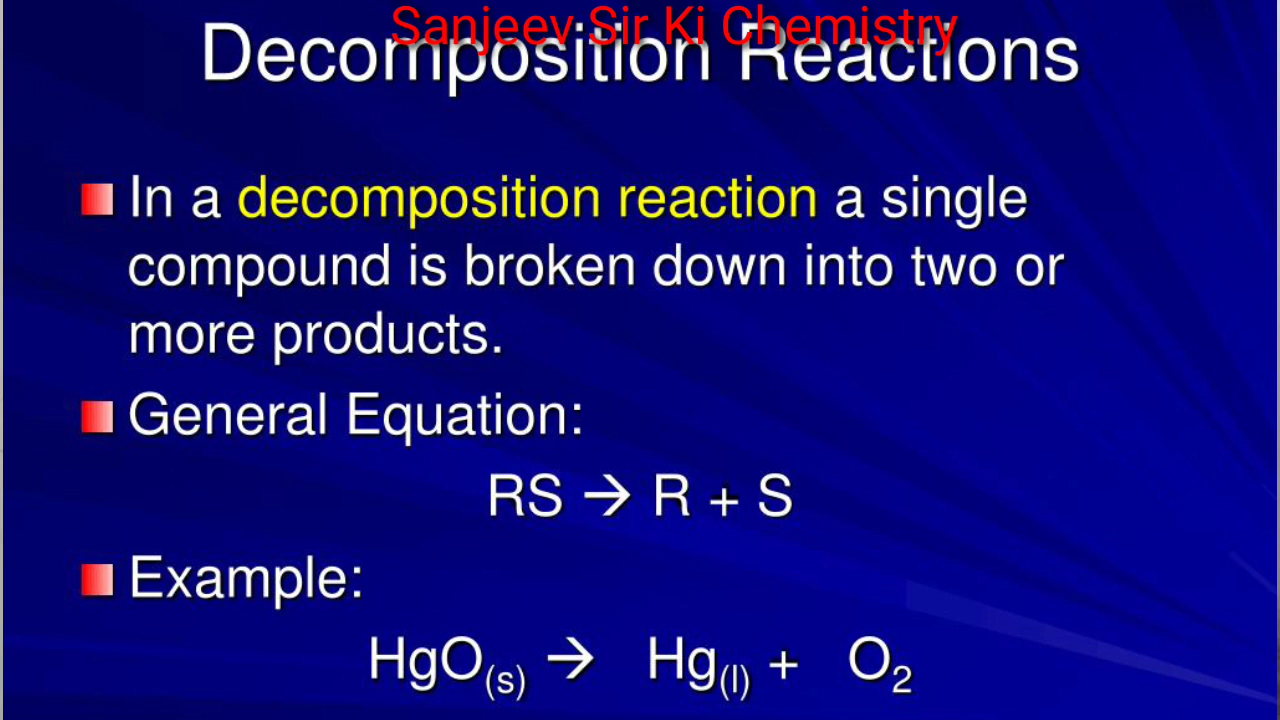 Sanjeev Sir Ki Chemistry
Decomposition Reactions
In a decomposition reaction a single
compound is broken down into two or
more products.
General Equation:
RS → R + S
Example:
HgO(s) → Hg(l) + O2